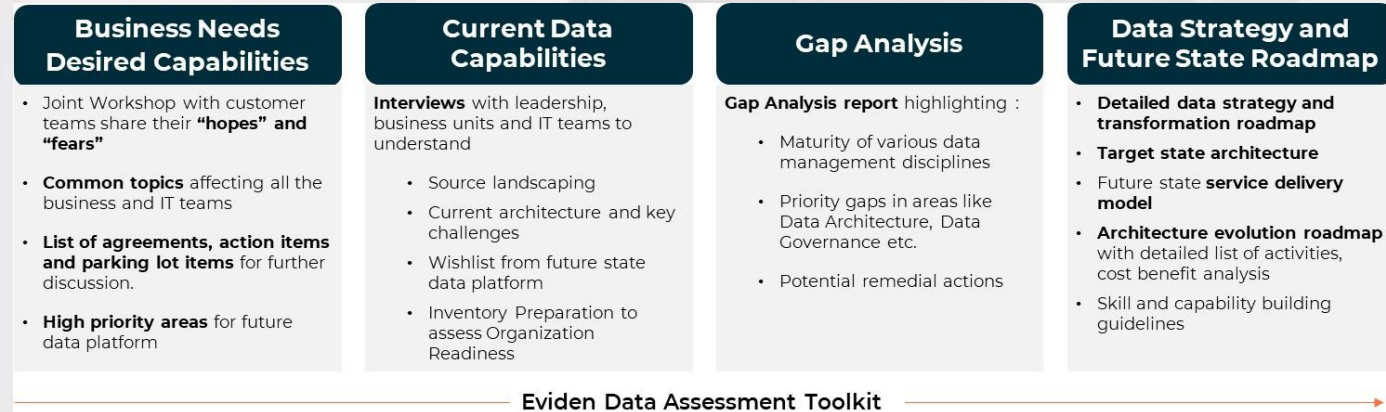 Business Needs
Desired Capabilities
• Joint Workshop with customer
teams share their “hopes” and
“fears”
• Common topics affecting all the
business and IT teams
• List of agreements, action items
and parking lot items for further
discussion.
• High priority areas for future
data platform
Current Data
Capabilities
Interviews with leadership,
business units and IT teams to
understand
• Source landscaping
• Current architecture and key
challenges
• Wishlist from future state
data platform
• Inventory Preparation to
assess Organization
Readiness
Gap Analysis
Gap Analysis report highlighting :
• Maturity of various data
management disciplines
• Priority gaps in areas like
Data Architecture, Data
Governance etc.
• Potential remedial actions
Data Strategy and
Future State Roadmap
• Detailed data strategy and
transformation roadmap
• Target state architecture
• Future state service delivery
model
• Architecture evolution roadmap
with detailed list of activities,
cost benefit analysis
• Skill and capability building
guidelines
Eviden Data Assessment Toolkit